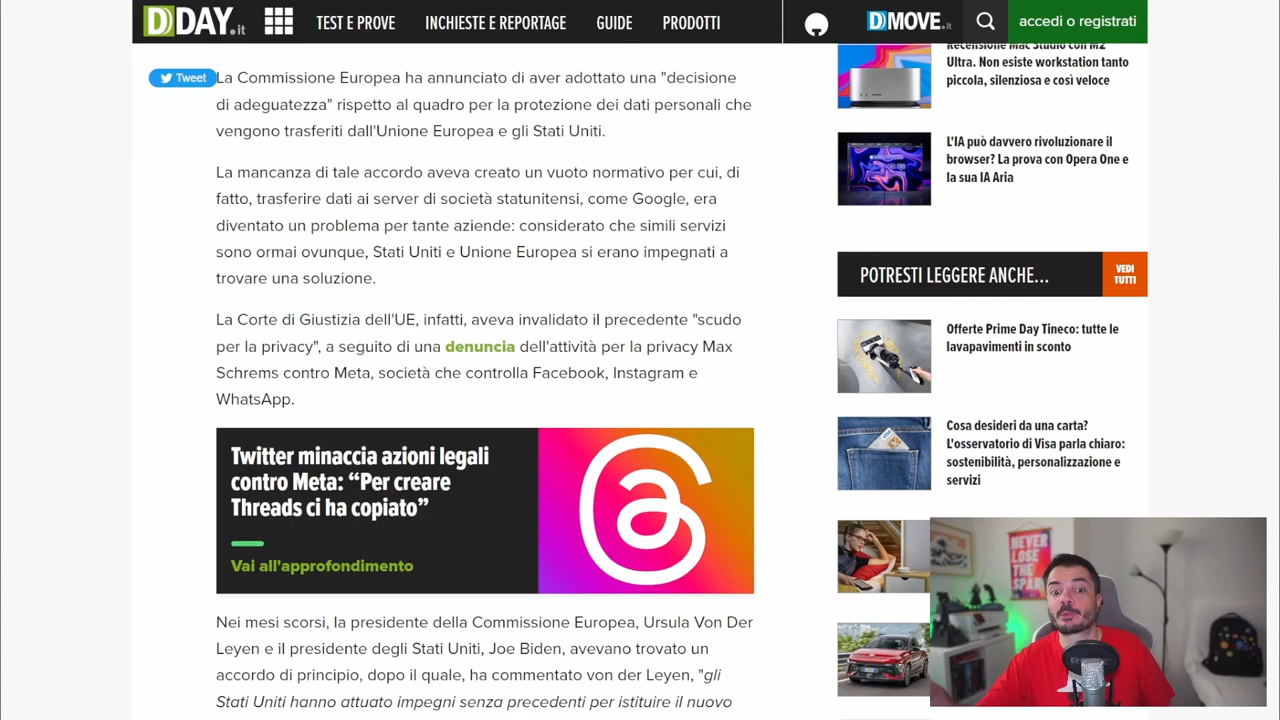 DDAY.it
TEST E PROVE
INCHIESTE E REPORTAGE
GUIDE
PRODOTTI
DMOVE.it
accedi o registrati
Tweet
La Commissione Europea ha annunciato di aver adottato una "decisione
di adeguatezza" rispetto al quadro per la protezione dei dati personali che
vengono trasferiti dall'Unione Europea e gli Stati Uniti.
La mancanza di tale accordo aveva creato un vuoto normativo per cui, di
fatto, trasferire dati ai server di società statunitensi, come Google, era
diventato un problema per tante aziende: considerato che simili servizi
sono ormai ovunque, Stati Uniti e Unione Europea si erano impegnati a
trovare una soluzione.
La Corte di Giustizia dell'UE, infatti, aveva invalidato il precedente "scudo
per la privacy", a seguito di una denuncia dell'attività per la privacy Max
Schrems contro Meta, società che controlla Facebook, Instagram e
WhatsApp.
Twitter minaccia azioni legali
contro Meta: “Per creare
Threads ci ha copiato”
Vai all'approfondimento
Nei mesi scorsi, la presidente della Commissione Europea, Ursula Von Der
Leyen e il presidente degli Stati Uniti, Joe Biden, avevano trovato un
accordo di principio, dopo il quale, ha commentato von der Leyen, "gli
Stati Uniti hanno attuato impegni senza precedenti per istituire il nuovo
Recensione Mac Studio con M2
Ultra. Non esiste workstation tanto
piccola, silenziosa e così veloce
L'IA può davvero rivoluzionare il
browser? La prova con Opera One e
la sua IA Aria
POTRESTI LEGGERE ANCHE...
VEDI
TUTTI
Offerte Prime Day Tineco: tutte le
lavapavimenti in sconto
Cosa desideri da una carta?
L'osservatorio di Visa parla chiaro:
sostenibilità, personalizzazione e
servizi
NEVER
LOSE
THE
SPAR